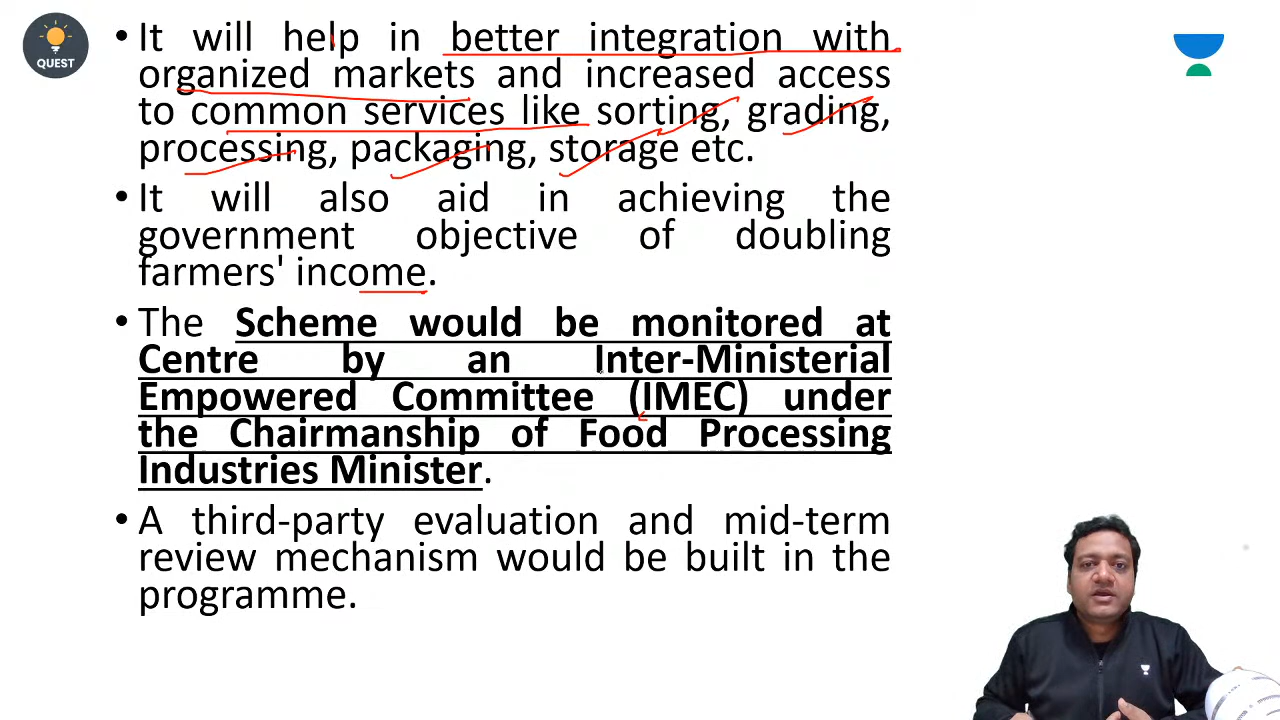 QUEST
• It will help in better integration with
organized markets and increased access
to common services like sorting, grading,
processing, packaging, storage etc.
• It will also aid in achieving the
government objective of doubling
farmers' income.
• The Scheme would be monitored at
Centre by an Inter-Ministerial
Empowered Committee (IMEC) under
the Chairmanship of Food Processing
Industries Minister.
• A third-party evaluation and mid-term
review mechanism would be built in the
programme.